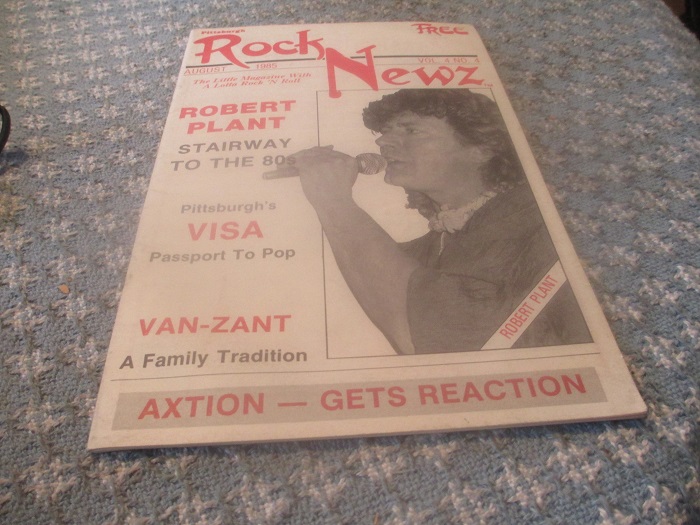 Pittsburgh
FREE
Rock
Newz
AUGUST 1985
VOL. 4 NO. 4
The Little Magazine With
A Lotta Rock 'N Roll
ROBERT
PLANT
STAIRWAY
TO THE 80s
Pittsburgh's
VISA
Passport To Pop
VAN-ZANT
A Family Tradition
ROBERT PLANT
AXTION — GETS REACTION